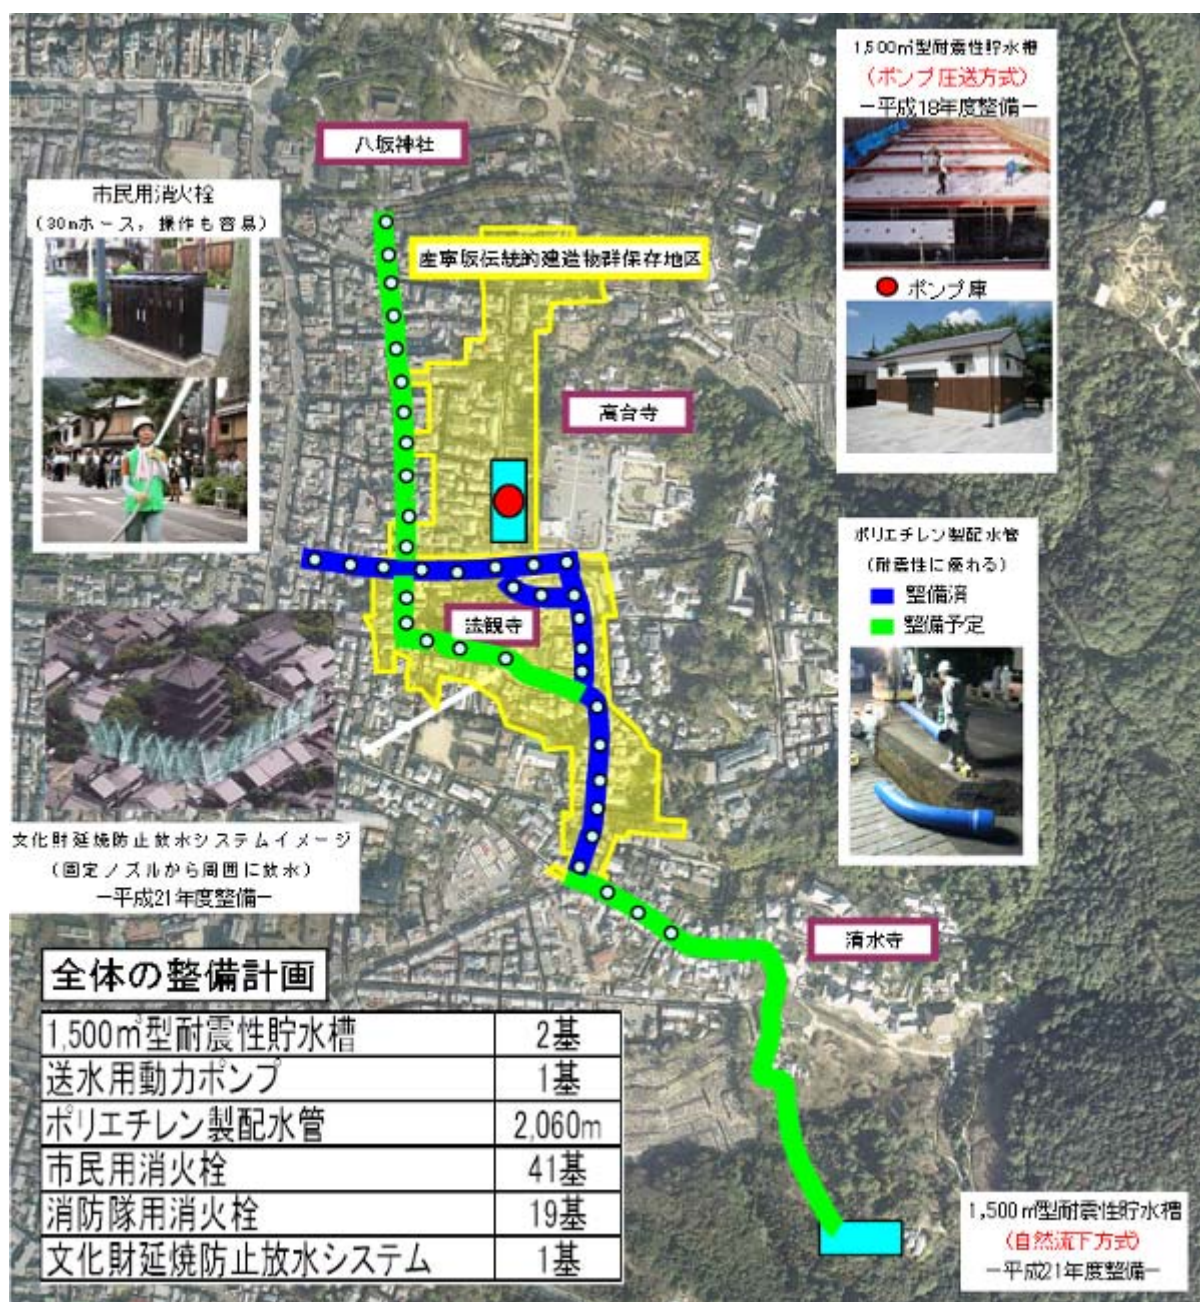 1,500㎥型耐震性貯水槽
(ポンプ圧送方式)
－平成18年度整備－
八坂神社
市民用消火栓
(30mホース，操作も容易)
産寧坂伝統的建造物群保存地区
ポンプ庫
高台寺
ポリエチレン製配水管
(耐震性に優れる)
整備済
整備予定
法観寺
文化財延焼防止放水システムイメージ
(固定ノズルから周囲に放水)
－平成21年度整備－
清水寺
全体の整備計画
1,500㎥型耐震性貯水槽 2基
送水用動力ポンプ 1基
ポリエチレン製配水管 2,060m
市民用消火栓 41基
消防隊用消火栓 19基
文化財延焼防止放水システム 1基
1,500㎥型耐震性貯水槽
(自然流下方式)
－平成21年度整備－